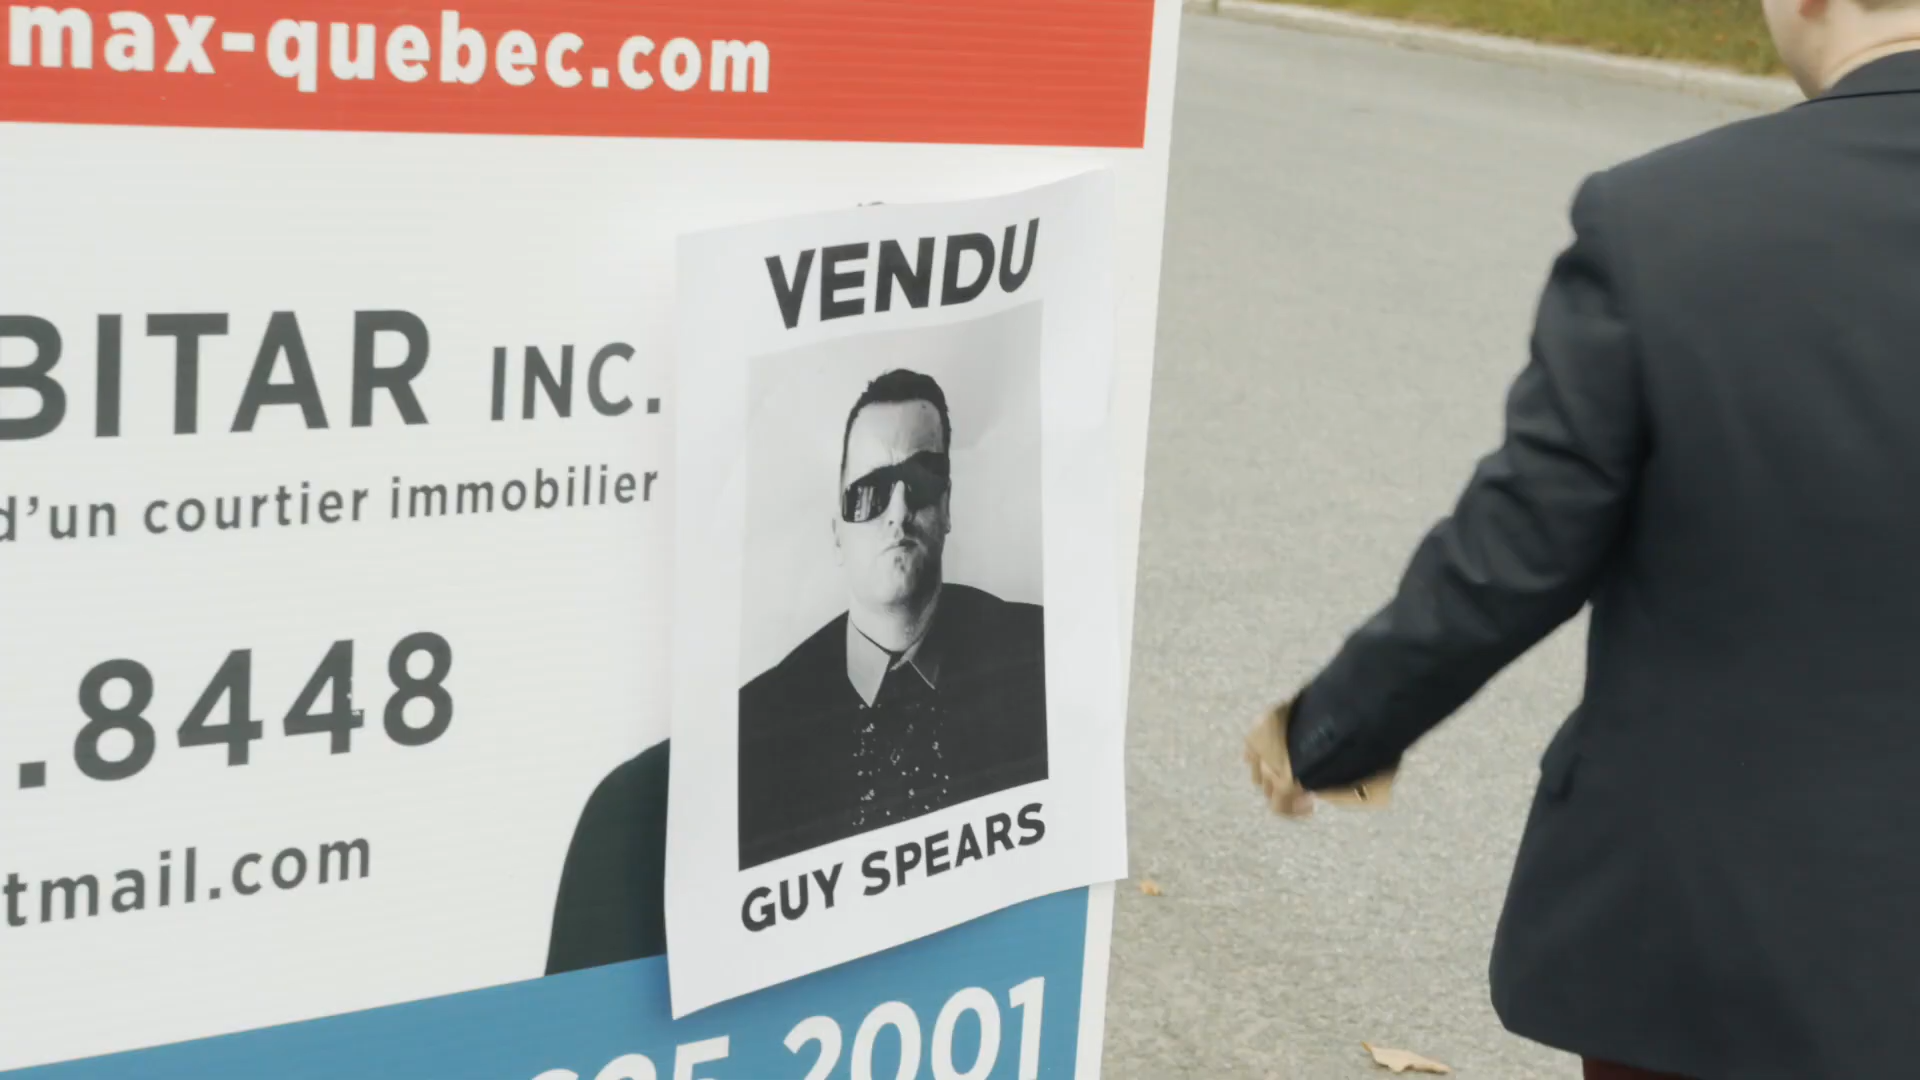 max-quebec.com
BITAR INC.
d'un courtier immobilier
.8448
tmail.com
VENDU
GUY SPEARS
2001